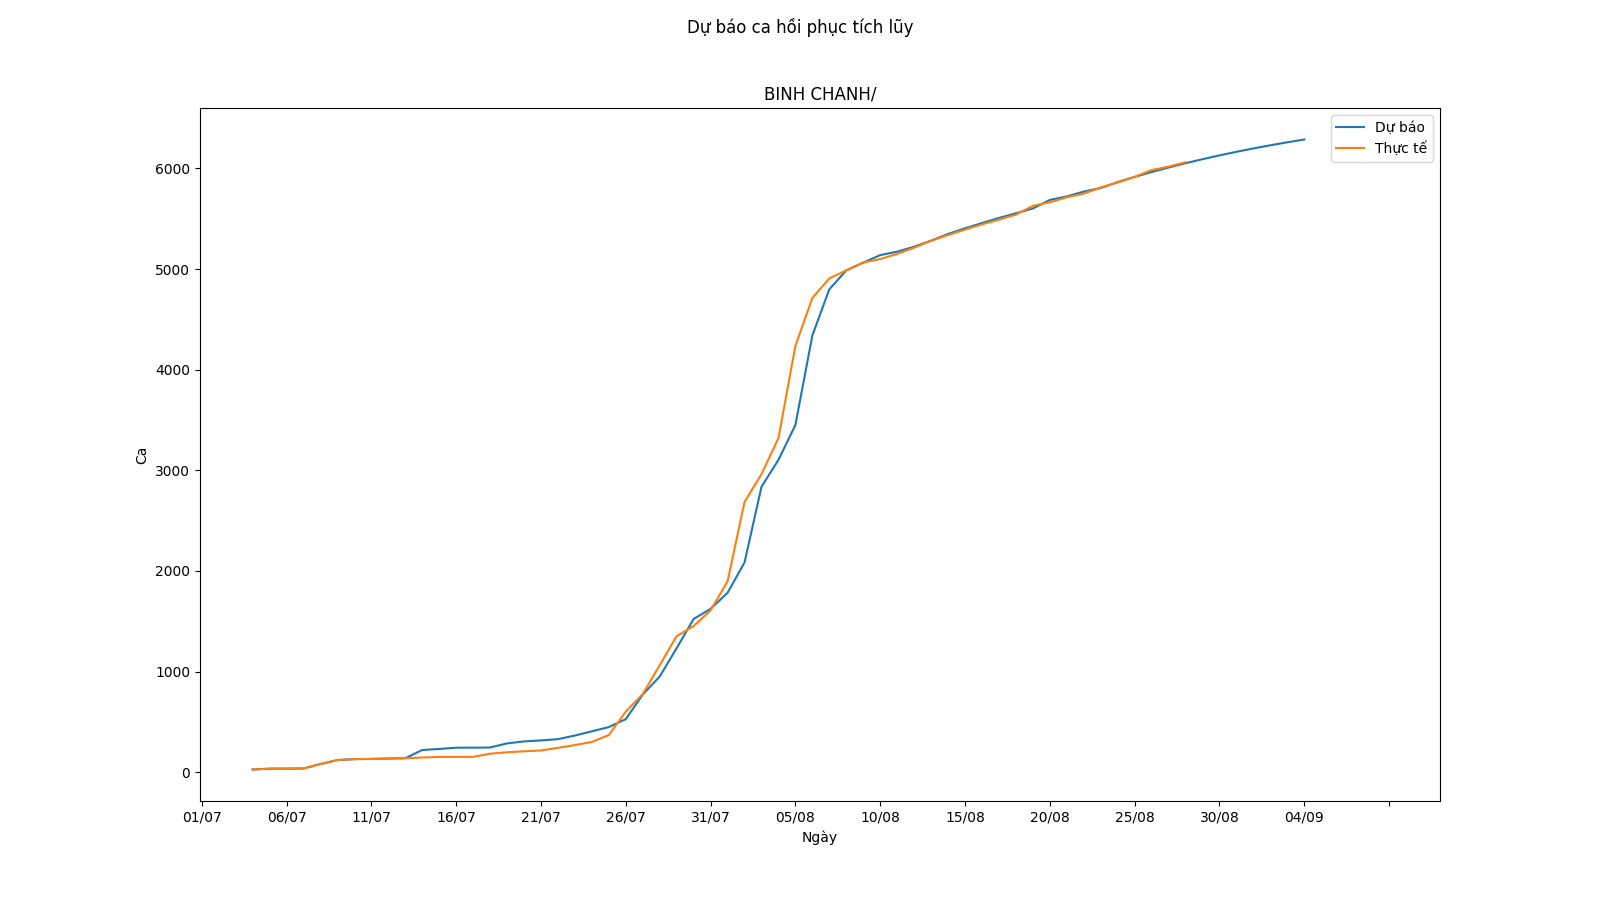 Dự báo ca hồi phục tích lũy
BINH CHANH/
Dự báo
Thực tế
6000
5000
4000
3000
2000
1000
0
Ca
01/07 06/07 11/07 16/07 21/07 26/07 31/07 05/08 10/08 15/08 20/08 25/08 30/08 04/09
Ngày